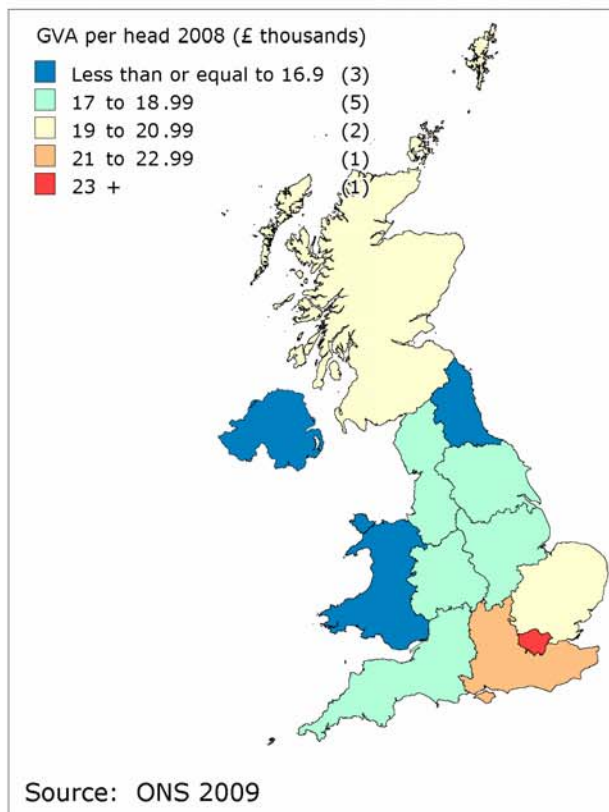 GVA per head 2008 (£ thousands)
Less than or equal to 16.9 (3)
17 to 18.99 (5)
19 to 20.99 (2)
21 to 22.99 (1)
23 + (1)
Source: ONS 2009